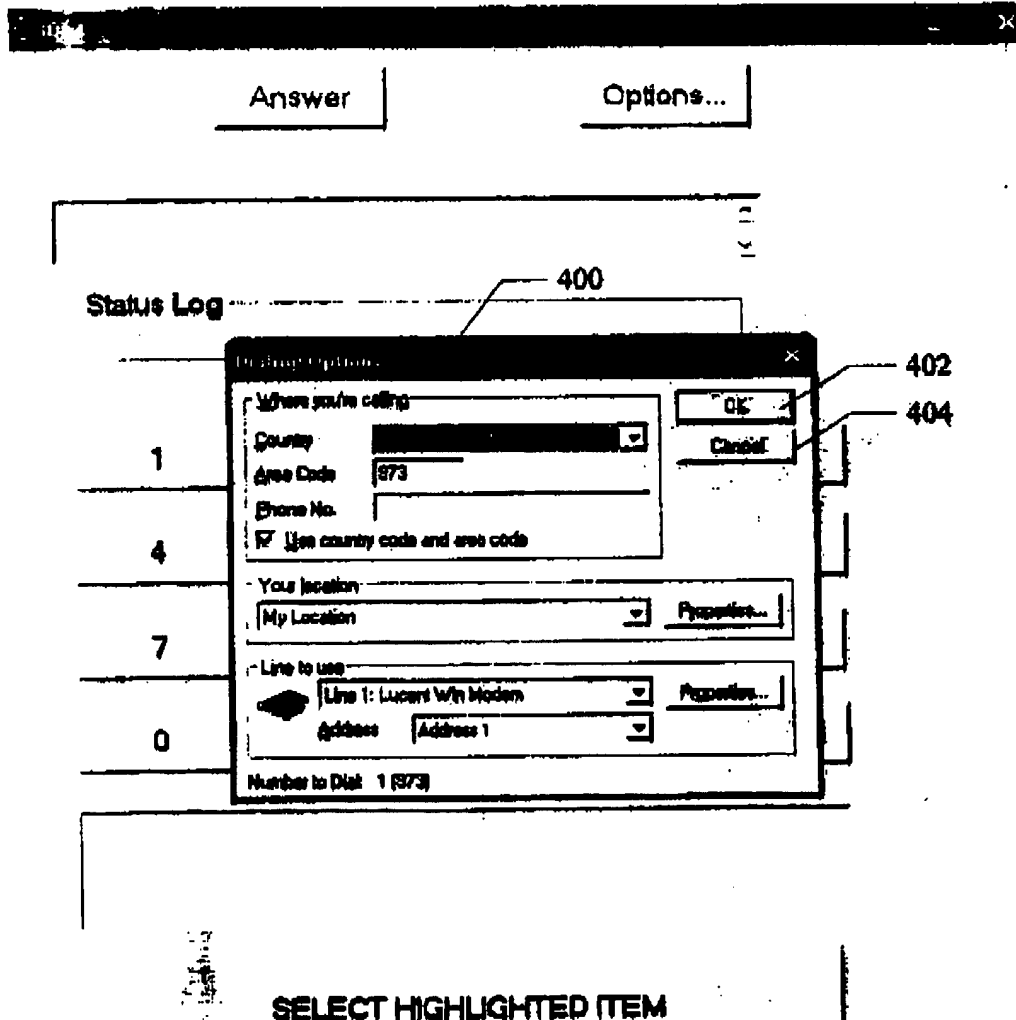 Answer
Options...
400
Status Log
Dialing Options
402
Where you're calling
OK
404
Country
Cancel
1
Area Code 973
Phone No.
Use country code and area code
4
Your location
My Location
Properties...
7
Line to use
Line 1: Lucent Win Modem
Properties...
Address
Address 1
0
Number to Dial: 1 (973)
SELECT HIGHLIGHTED ITEM